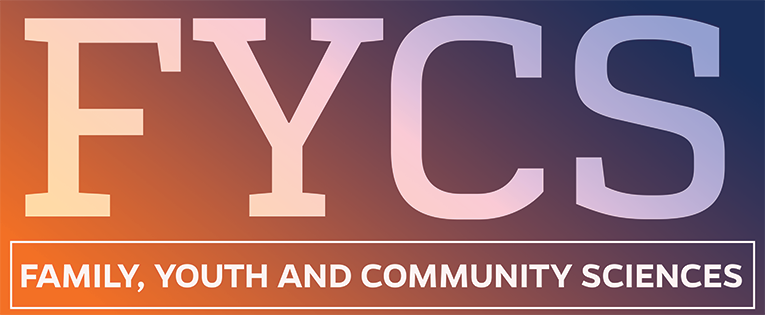 FYCS
FAMILY, YOUTH AND COMMUNITY SCIENCES